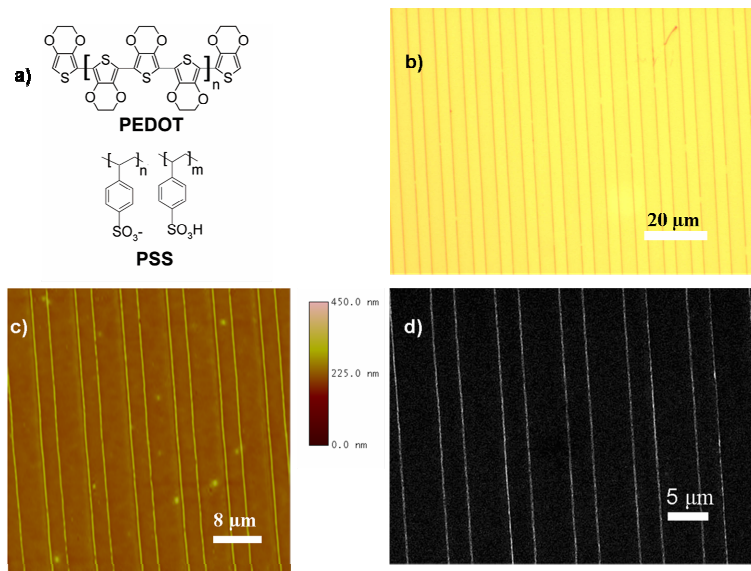 a)
O O O O O O
S S S
[ ]n
S S
O O O O
PEDOT
[ ]n [ ]m
SO3- SO3H
PSS
b)
20 μm
c)
8 μm
450.0 nm
225.0 nm
0.0 nm
d)
5 μm